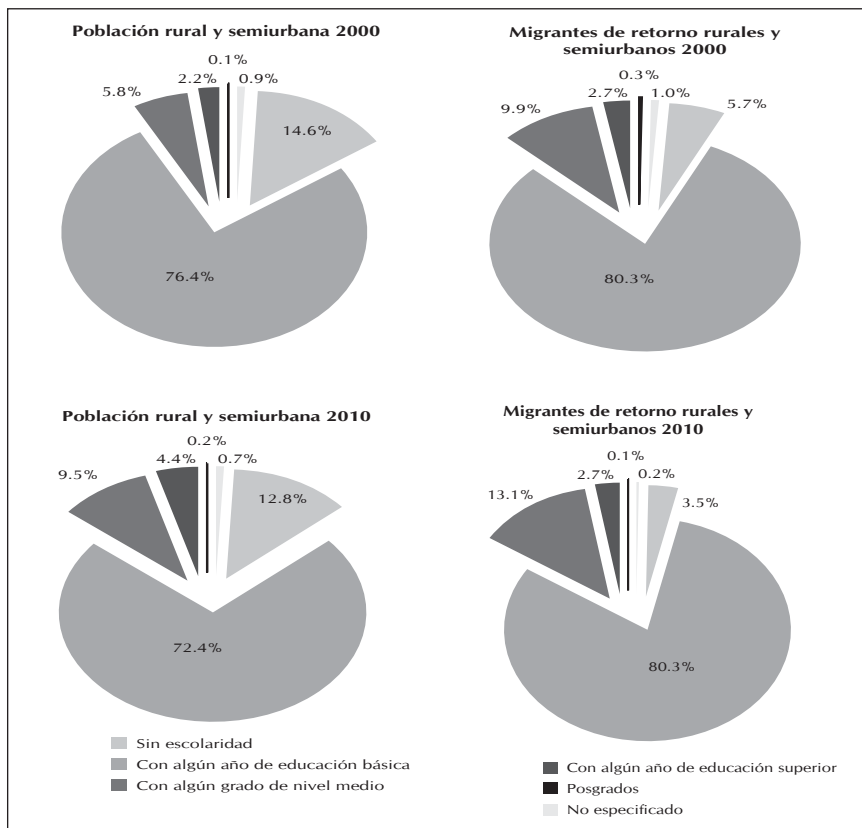 Población rural y semiurbana 2000
0.1%
2.2%
0.9%
5.8%
14.6%
76.4%
Migrantes de retorno rurales y
semiurbanos 2000
0.3%
2.7%
1.0%
5.7%
9.9%
80.3%
Población rural y semiurbana 2010
0.2%
4.4%
0.7%
9.5%
12.8%
72.4%
Migrantes de retorno rurales y
semiurbanos 2010
0.1%
2.7%
0.2%
13.1%
3.5%
80.3%
Sin escolaridad
Con algún año de educación básica
Con algún grado de nivel medio
Con algún año de educación superior
Posgrados
No especificado